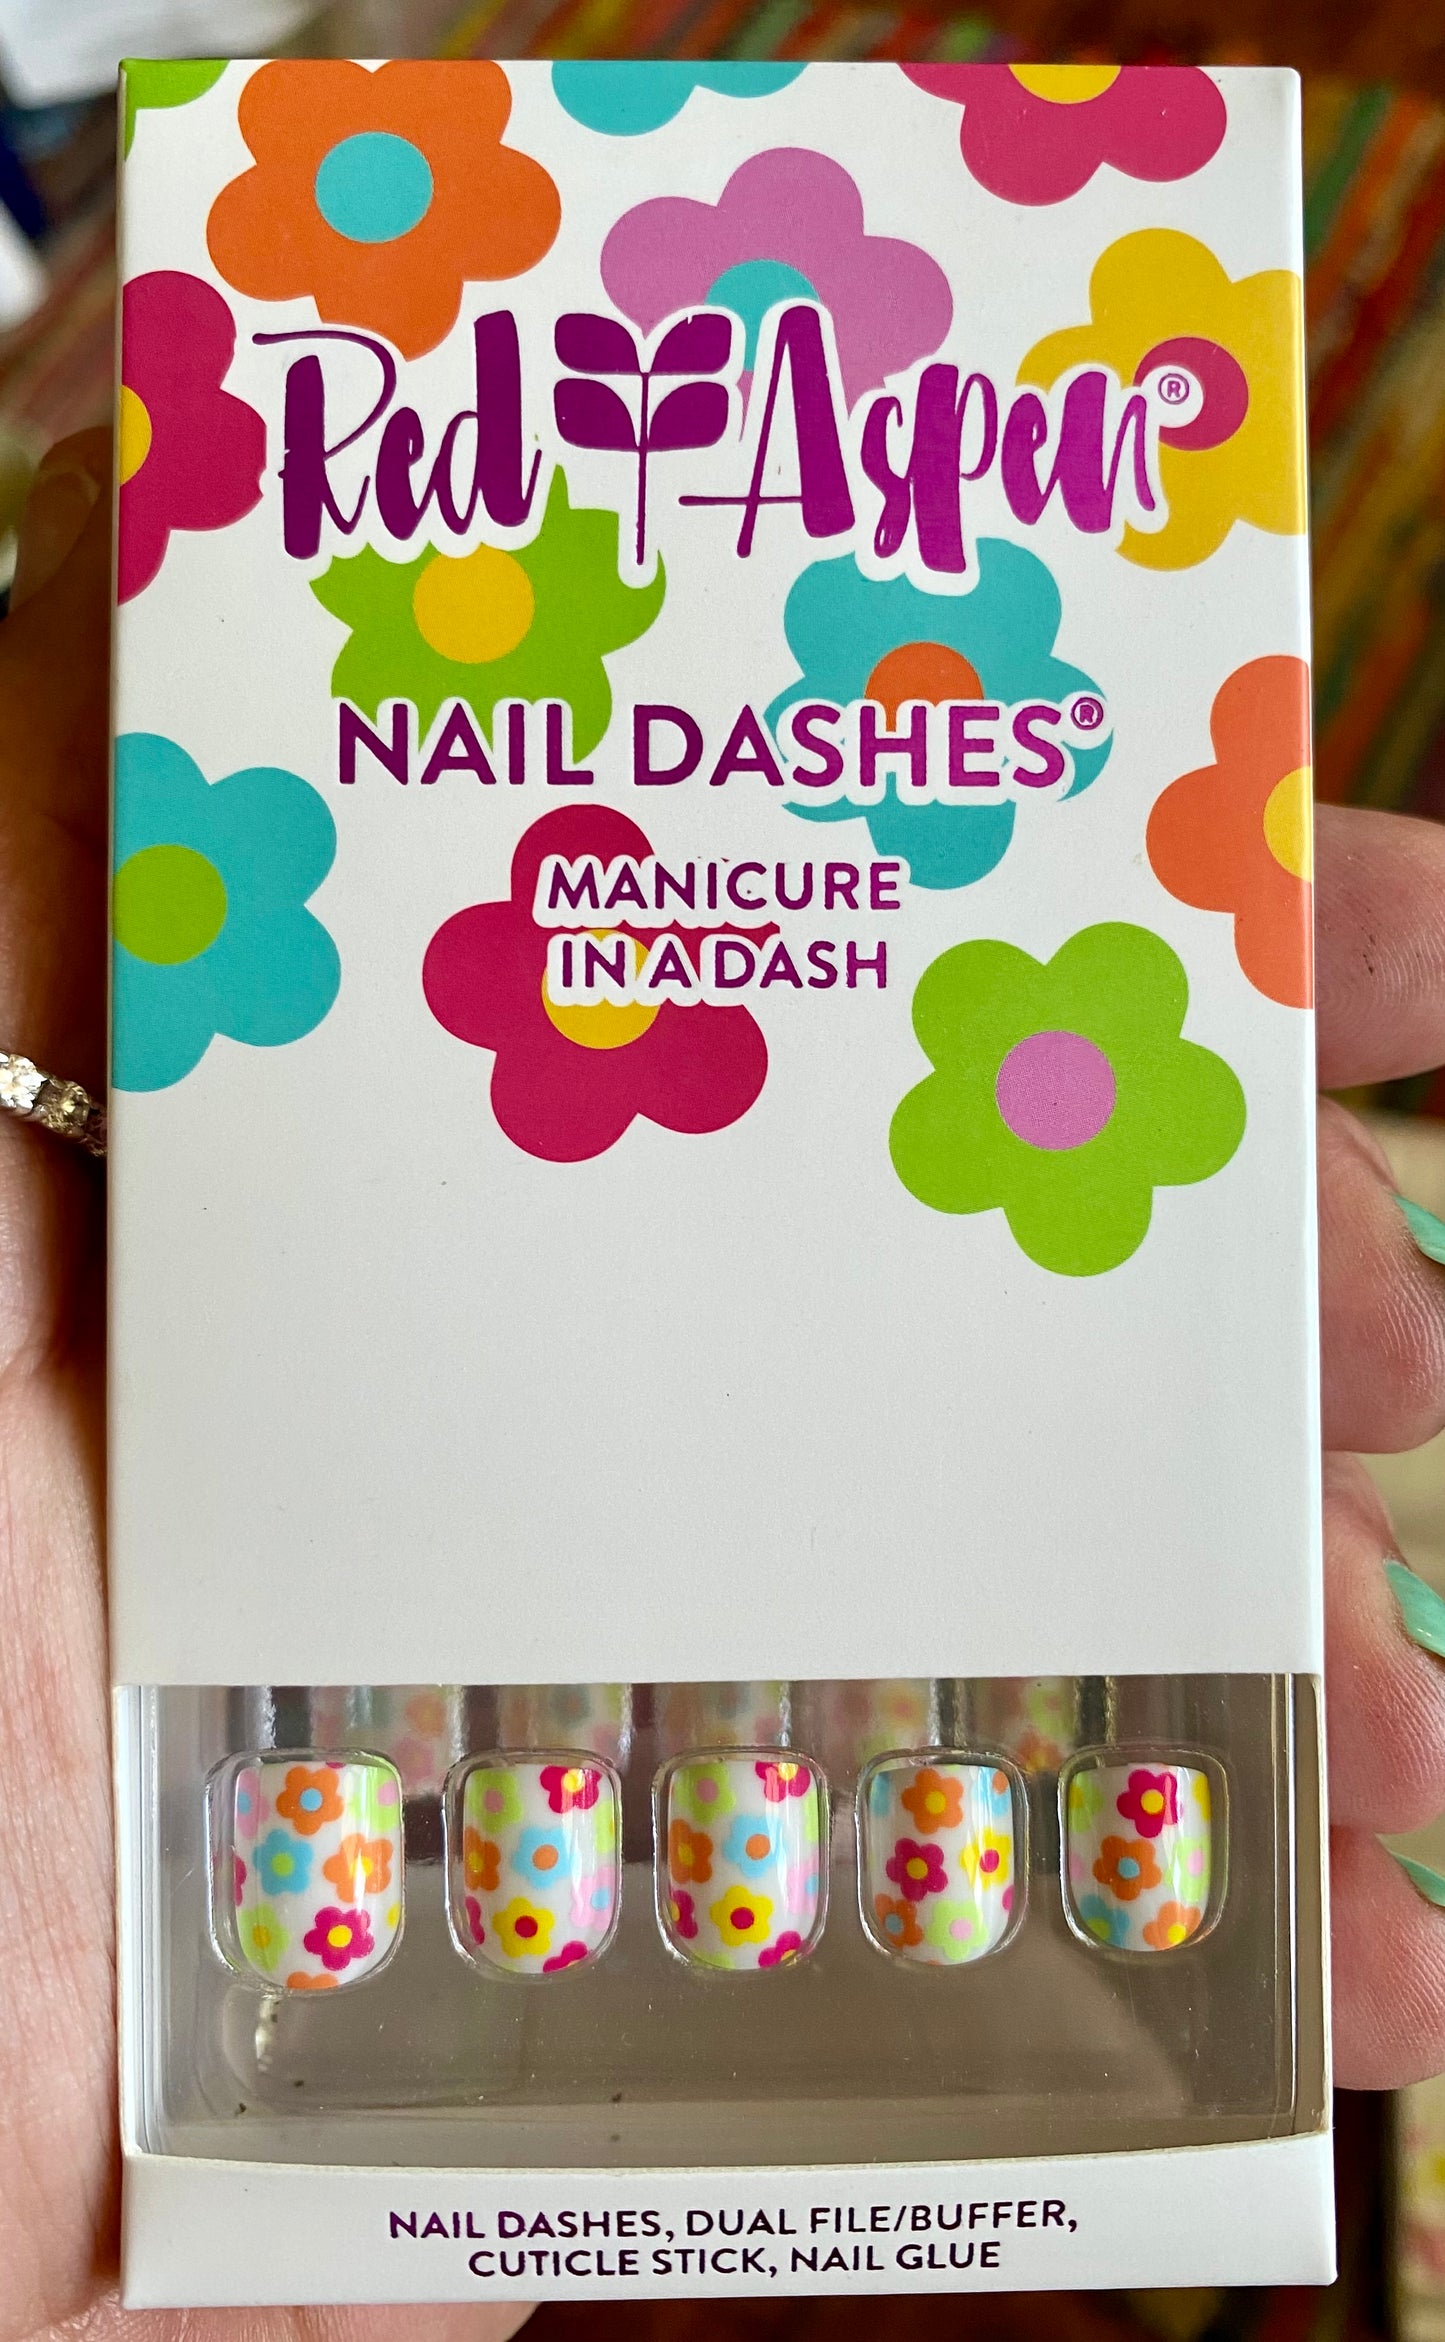 Red Aspen®
NAIL DASHES®
MANICURE
IN A DASH
NAIL DASHES, DUAL FILE/BUFFER,
CUTICLE STICK, NAIL GLUE